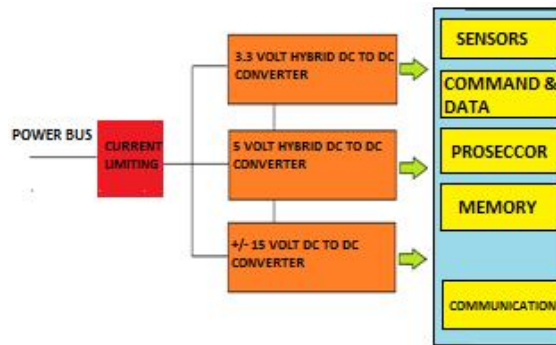 POWER BUS
CURRENT
LIMITING
3.3 VOLT HYBRID DC TO DC
CONVERTER
5 VOLT HYBRID DC TO DC
CONVERTER
+/- 15 VOLT DC TO DC
CONVERTER
SENSORS
COMMAND &
DATA
PROSECCOR
MEMORY
COMMUNICATION